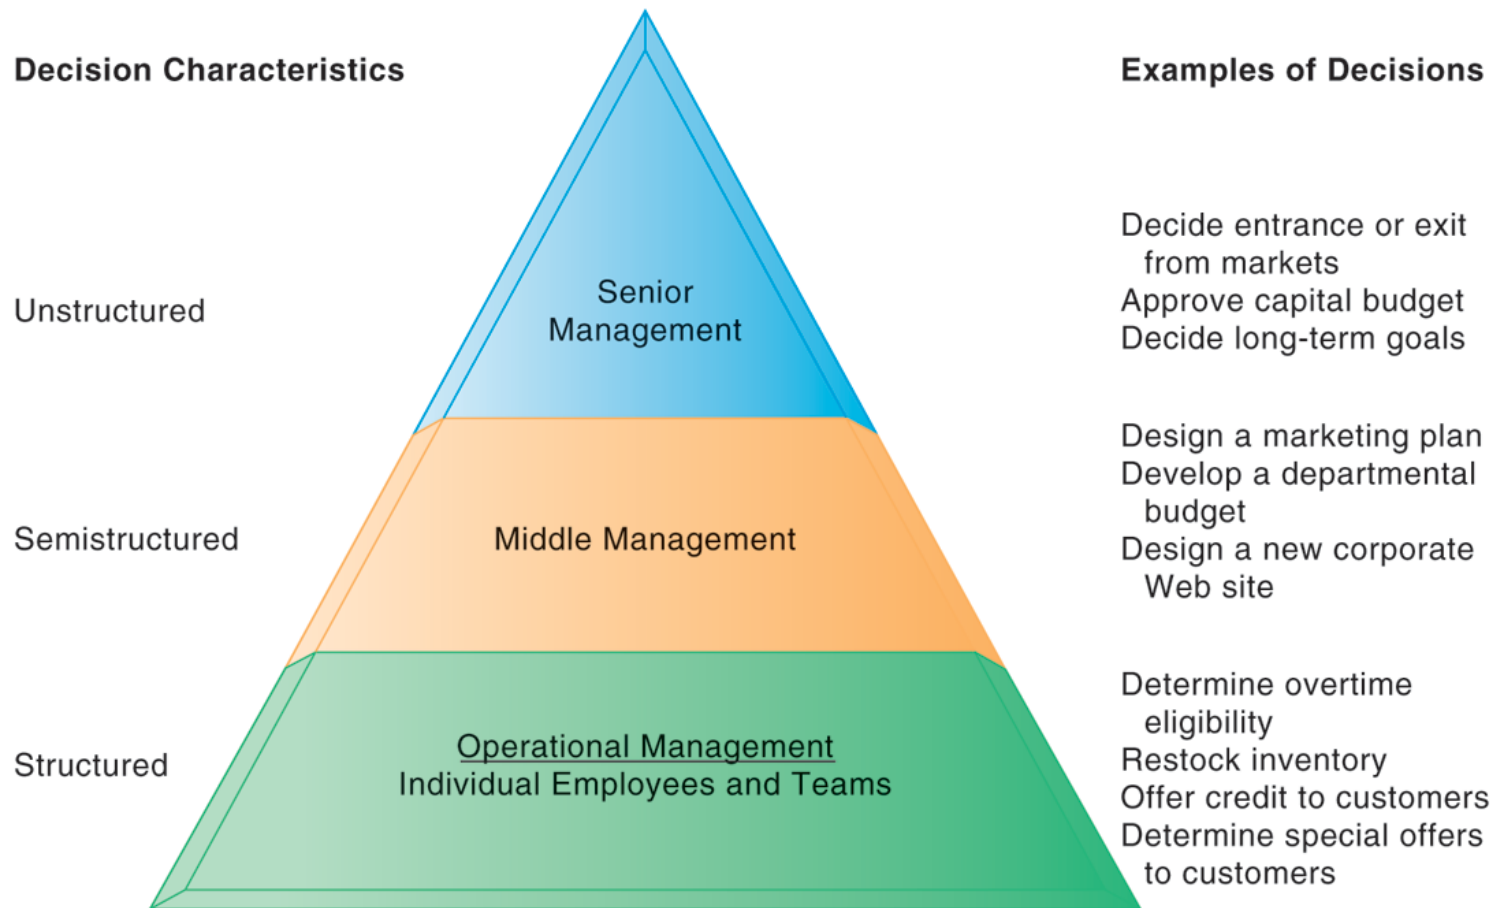 Decision Characteristics
Examples of Decisions
Unstructured
Senior
Management
Decide entrance or exit
from markets
Approve capital budget
Decide long-term goals
Semistructured
Middle Management
Design a marketing plan
Develop a departmental
budget
Design a new corporate
Web site
Structured
Operational Management
Individual Employees and Teams
Determine overtime
eligibility
Restock inventory
Offer credit to customers
Determine special offers
to customers